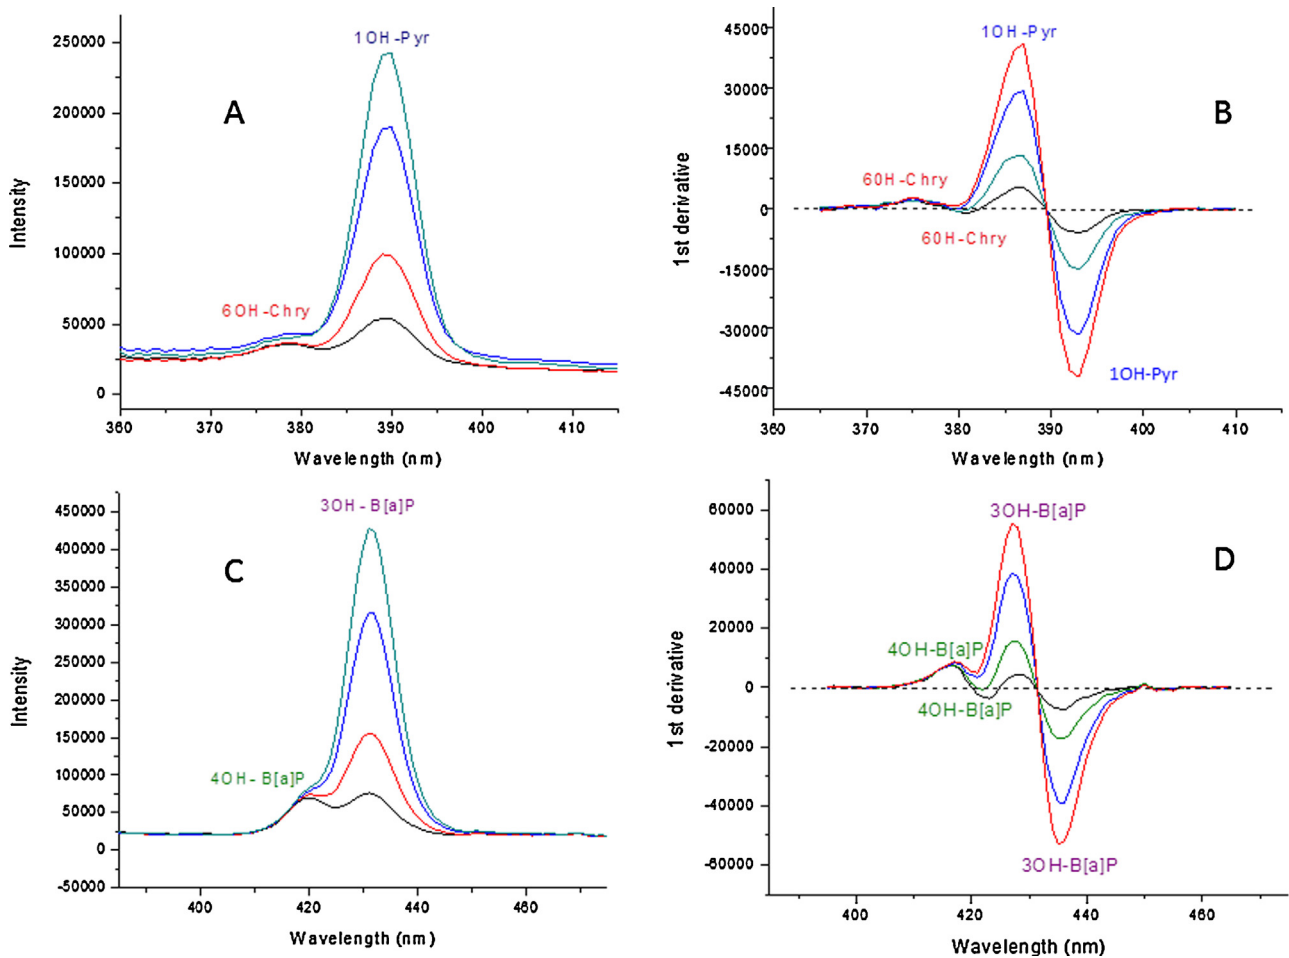 1OH-Pyr
A
6OH-Chry
Intensity
250000
200000
150000
100000
50000
0
360
370
380
390
400
410
Wavelength (nm)
1OH-Pyr
B
60H-Chry
60H-Chry
1OH-Pyr
1st derivative
45000
30000
15000
0
-15000
-30000
-45000
360
370
380
390
400
410
Wavelength (nm)
3OH-B[a]P
C
4OH-B[a]P
Intensity
450000
400000
350000
300000
250000
200000
150000
100000
50000
0
-50000
400
420
440
460
Wavelength (nm)
3OH-B[a]P
D
4OH-B[a]P
4OH-B[a]P
3OH-B[a]P
1st derivative
60000
40000
20000
0
-20000
-40000
-60000
400
420
440
460
Wavelength (nm)